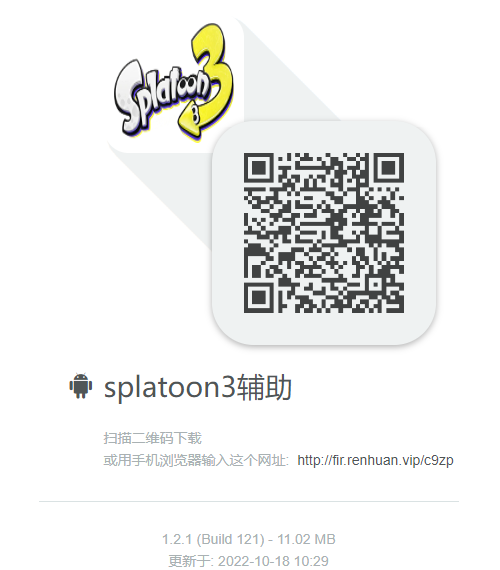 Splatoon3
splatoon3辅助
扫描二维码下载
或用手机浏览器输入这个网址: http://fir.renhuan.vip/c9zp
1.2.1 (Build 121) - 11.02 MB
更新于: 2022-10-18 10:29